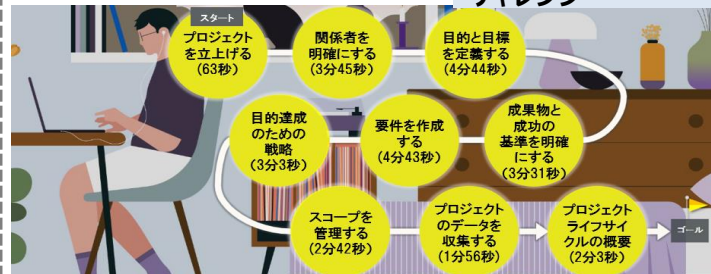 チャレンジ
スタート
プロジェクト
を立上げる
(63秒)
関係者を
明確にする
(3分45秒)
目的と目標
を定義する
(4分44秒)
成果物と
成功の
基準を明確
にする
(3分31秒)
要件を作成
する
(4分43秒)
目的達成
のための
戦略
(3分3秒)
スコープを
管理する
(2分42秒)
プロジェクト
のデータを
収集する
(1分56秒)
プロジェクト
ライフサイ
クルの概要
(2分3秒)
ゴール